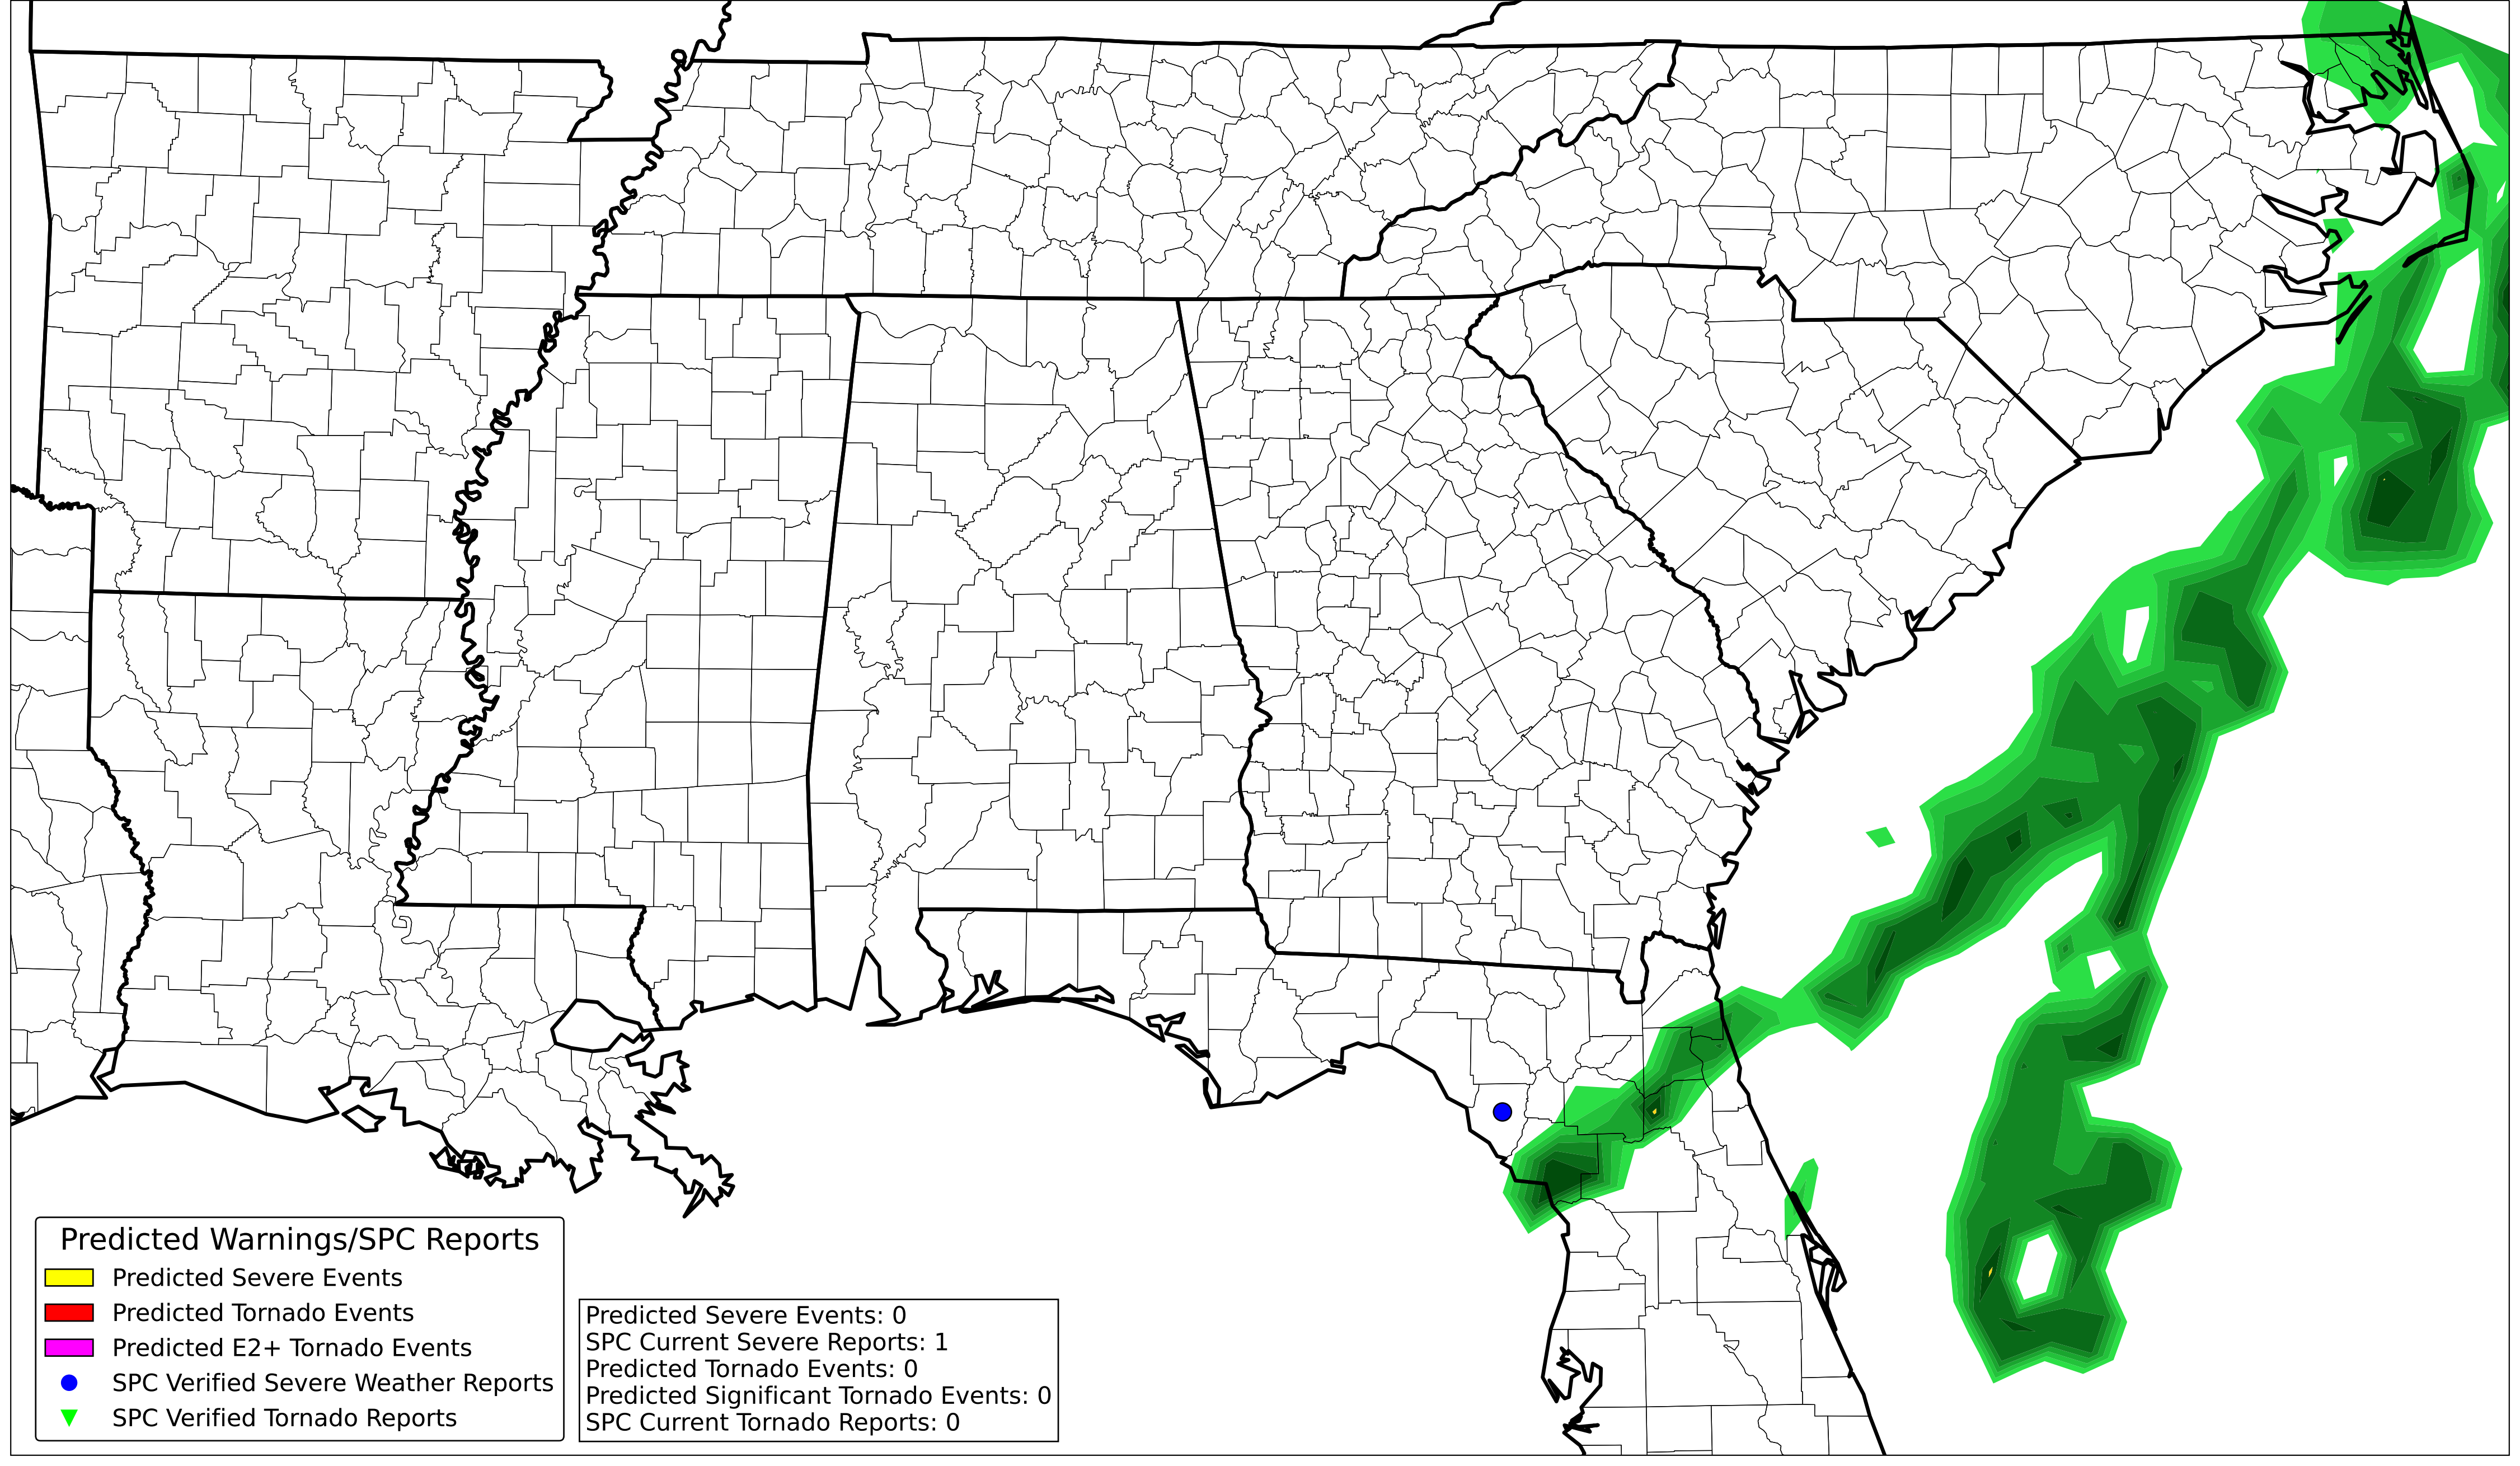 Predicted Warnings/SPC Reports
Predicted Severe Events
Predicted Tornado Events
Predicted E2+ Tornado Events
SPC Verified Severe Weather Reports
SPC Verified Tornado Reports
Predicted Severe Events: 0
SPC Current Severe Reports: 1
Predicted Tornado Events: 0
Predicted Significant Tornado Events: 0
SPC Current Tornado Reports: 0